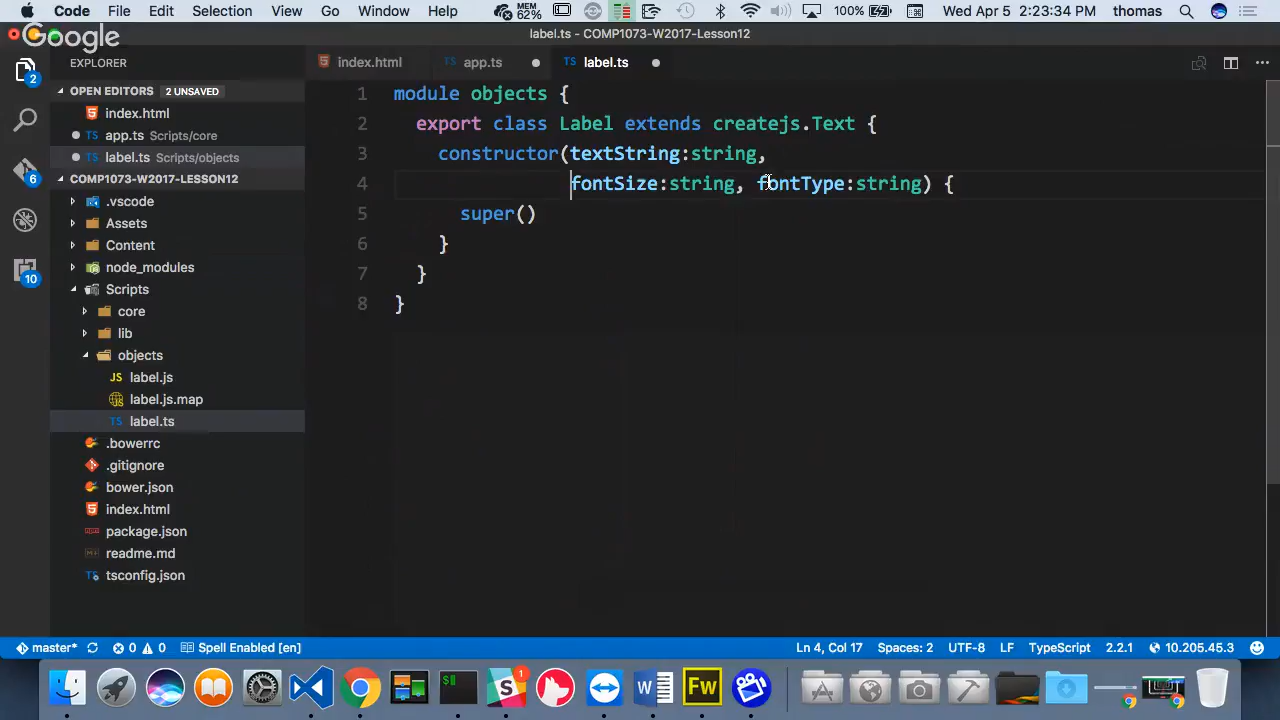 Code File Edit Selection View Go Window Help MEM 62% 100% Wed Apr 5 2:23:34 PM thomas
Google
label.ts - COMP1073-W2017-Lesson12
EXPLORER
index.html
app.ts
label.ts
OPEN EDITORS 2 UNSAVED
index.html
app.ts Scripts/core
label.ts Scripts/objects
COMP1073-W2017-LESSON12
.vscode
Assets
Content
node_modules
Scripts
core
lib
objects
label.js
label.js.map
label.ts
.bowerrc
.gitignore
bower.json
index.html
package.json
readme.md
tsconfig.json
2
2
10
1 module objects {
2 export class Label extends createjs.Text {
3 constructor(textString:string,
4 fontSize:string, fontType:string) {
5 super()
6 }
7 }
8 }
master* 0 0 Spell Enabled [en] Ln 4, Col 17 Spaces: 2 UTF-8 LF TypeScript 2.2.1 10.205.45.3
$ 1 W Fw